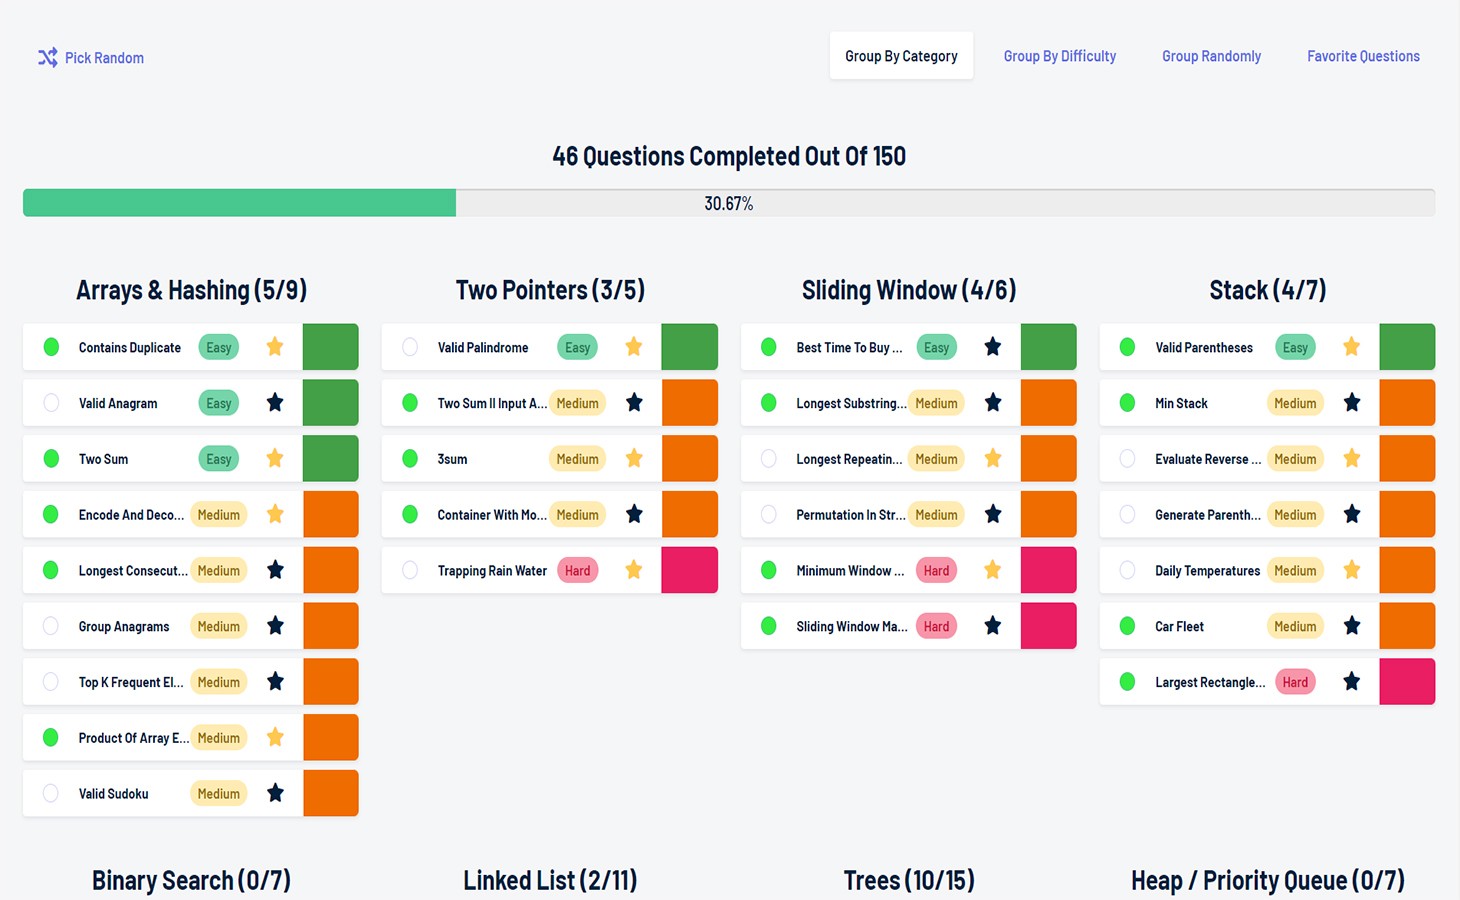 Pick Random
Group By Category
Group By Difficulty
Group Randomly
Favorite Questions
46 Questions Completed Out Of 150
30.67%
Arrays & Hashing (5/9)
Contains Duplicate Easy
Valid Anagram Easy
Two Sum Easy
Encode And Deco... Medium
Longest Consecut... Medium
Group Anagrams Medium
Top K Frequent El... Medium
Product Of Array E... Medium
Valid Sudoku Medium
Two Pointers (3/5)
Valid Palindrome Easy
Two Sum II Input A... Medium
3sum Medium
Container With Mo... Medium
Trapping Rain Water Hard
Sliding Window (4/6)
Best Time To Buy ... Easy
Longest Substring... Medium
Longest Repeatin... Medium
Permutation In Str... Medium
Minimum Window ... Hard
Sliding Window Ma... Hard
Stack (4/7)
Valid Parentheses Easy
Min Stack Medium
Evaluate Reverse ... Medium
Generate Parenth... Medium
Daily Temperatures Medium
Car Fleet Medium
Largest Rectangle... Hard
Binary Search (0/7)
Linked List (2/11)
Trees (10/15)
Heap / Priority Queue (0/7)